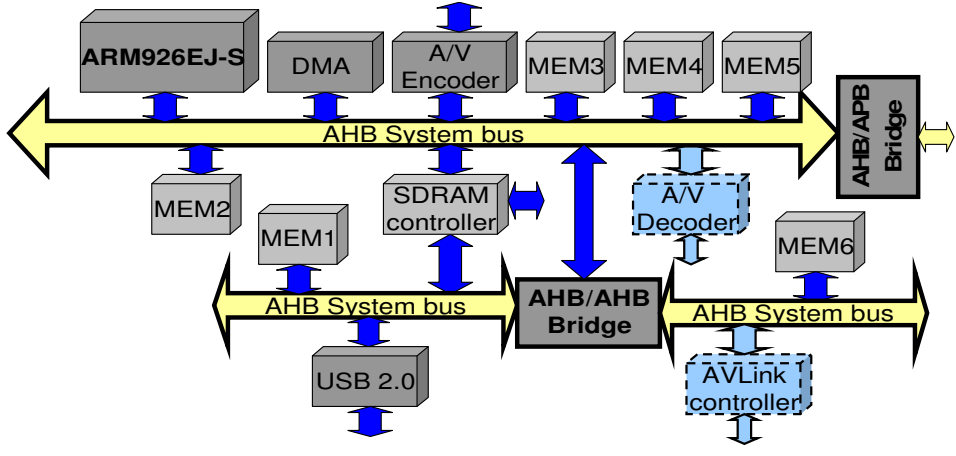 ARM926EJ-S
DMA
A/V
Encoder
MEM3
MEM4
MEM5
AHB/APB
Bridge
AHB System bus
MEM2
SDRAM
controller
A/V
Decoder
MEM1
MEM6
AHB System bus
AHB/AHB
Bridge
AHB System bus
USB 2.0
AVLink
controller